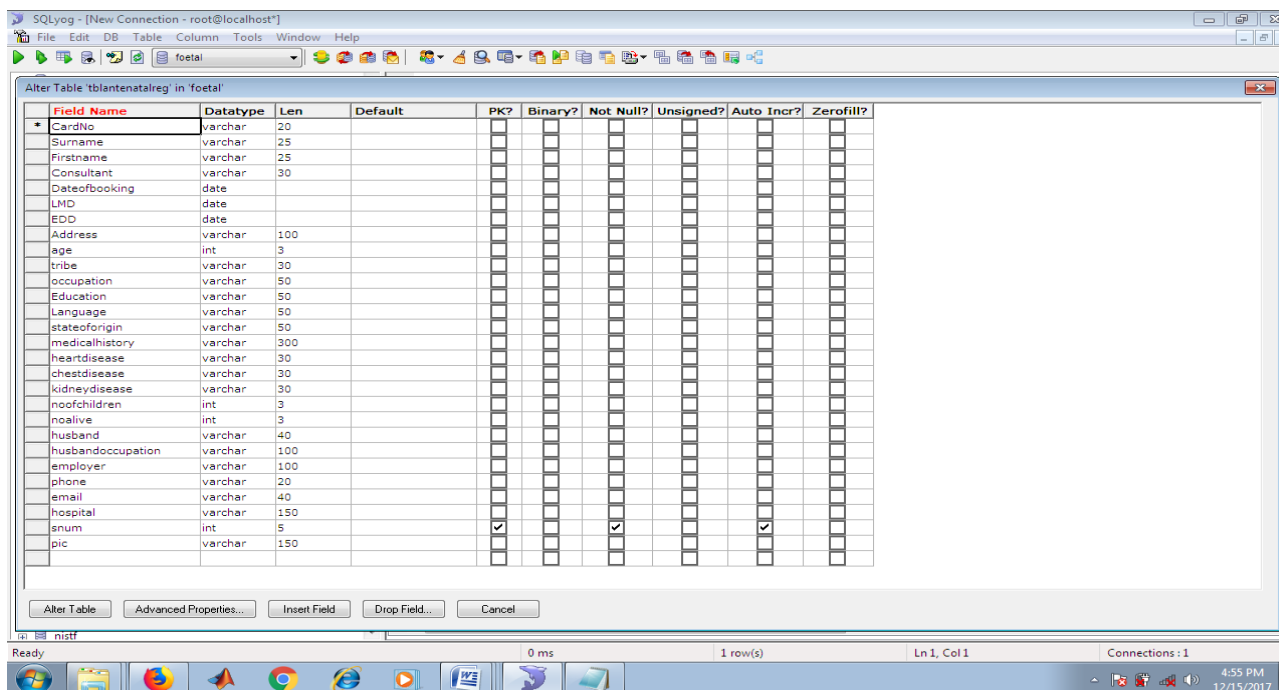 SQLyog - [New Connection - root@localhost*]
File Edit DB Table Column Tools Window Help
foetal
Alter Table 'tblantenatalreg' in 'foetal'
Field Name Datatype Len Default PK? Binary? Not Null? Unsigned? Auto Incr? Zerofill?
* CardNo varchar 20
Surname varchar 25
Firstname varchar 25
Consultant varchar 30
Dateofbooking date
LMD date
EDD date
Address varchar 100
age int 3
tribe varchar 30
occupation varchar 50
Education varchar 50
Language varchar 50
stateoforigin varchar 50
medicalhistory varchar 300
heartdisease varchar 30
chestdisease varchar 30
kidneydisease varchar 30
noofchildren int 3
noalive int 3
husband varchar 40
husbandoccupation varchar 100
employer varchar 100
phone varchar 20
email varchar 40
hospital varchar 150
snum int 5
pic varchar 150
Alter Table Advanced Properties... Insert Field Drop Field... Cancel
nistf
Ready 0 ms 1 row(s) Ln 1, Col 1 Connections : 1
4:55 PM
12/15/2017